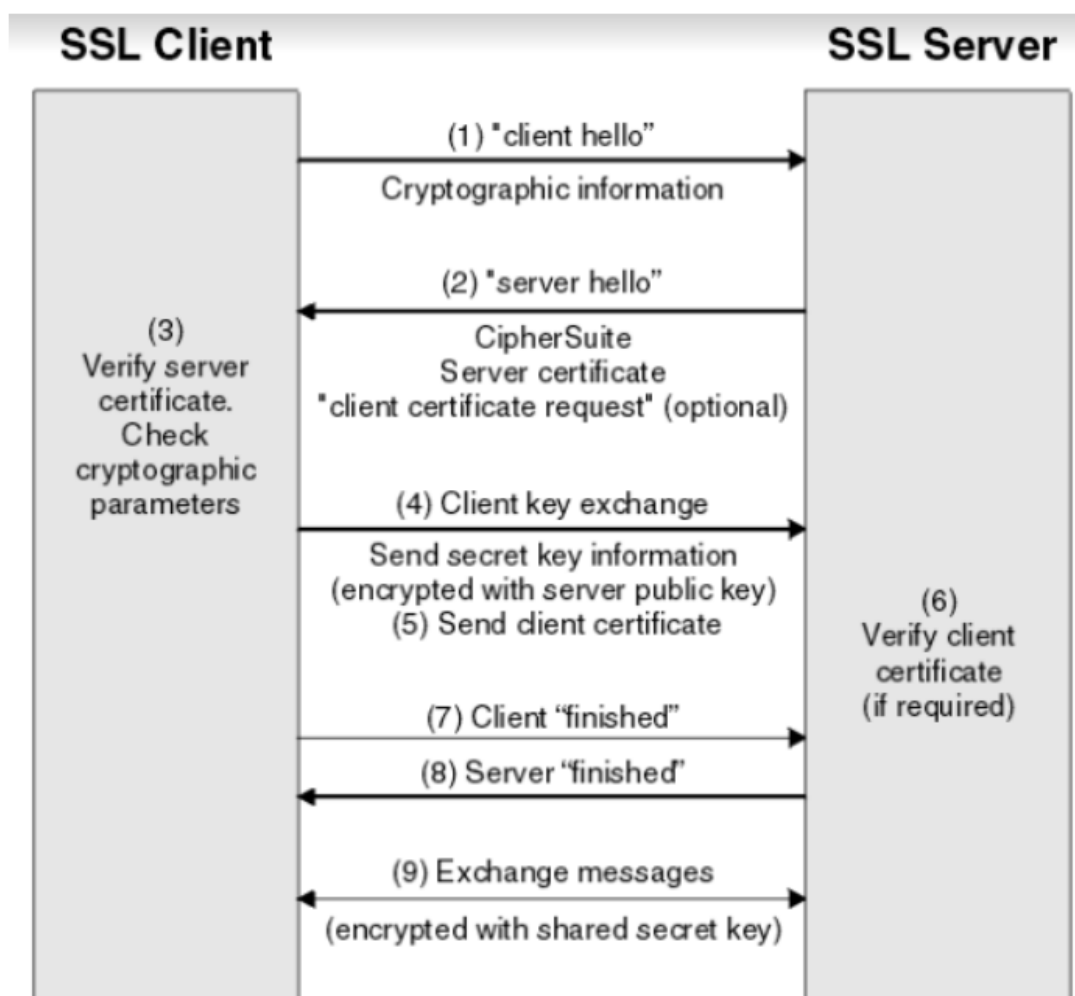 SSL Client
SSL Server
(1) "client hello”
Cryptographic information
(2) "server hello”
CipherSuite
Server certificate
"client certificate request" (optional)
(3)
Verify server
certificate.
Check
cryptographic
parameters
(4) Client key exchange
Send secret key information
(encrypted with server public key)
(5) Send client certificate
(6)
Verify client
certificate
(if required)
(7) Client “finished”
(8) Server “finished”
(9) Exchange messages
(encrypted with shared secret key)